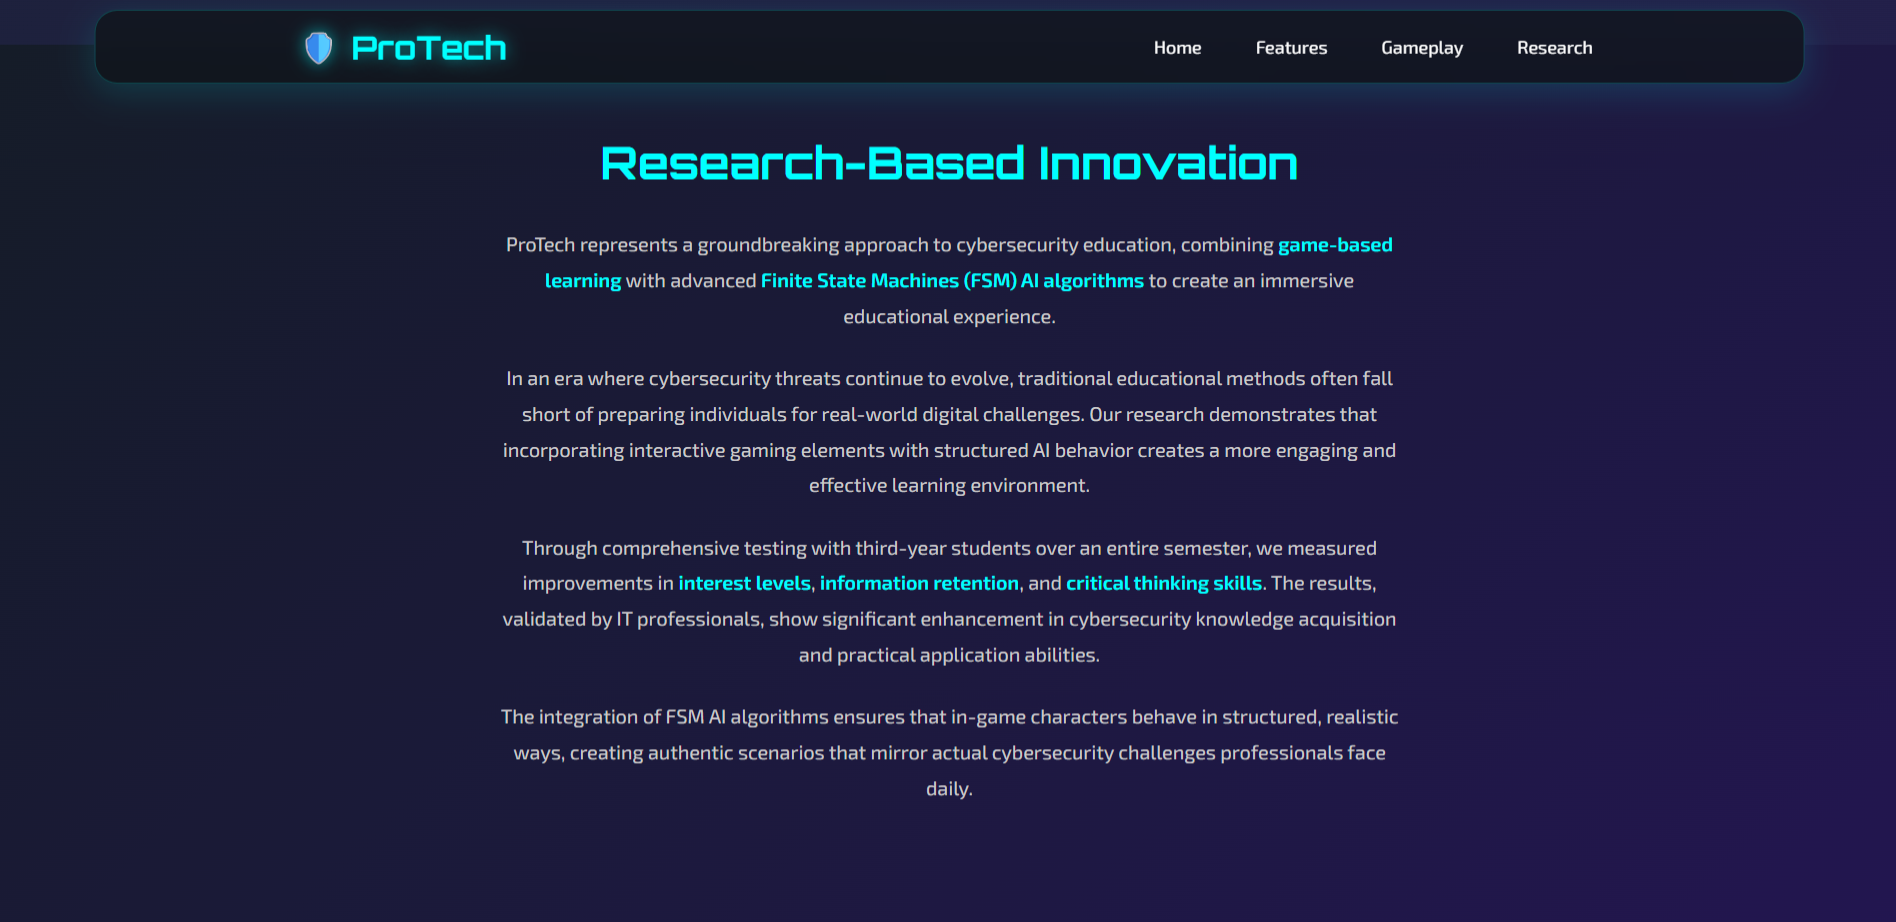 ProTech
Home
Features
Gameplay
Research
Research-Based Innovation
ProTech represents a groundbreaking approach to cybersecurity education, combining game-based
learning with advanced Finite State Machines (FSM) AI algorithms to create an immersive
educational experience.
In an era where cybersecurity threats continue to evolve, traditional educational methods often fall
short of preparing individuals for real-world digital challenges. Our research demonstrates that
incorporating interactive gaming elements with structured AI behavior creates a more engaging and
effective learning environment.
Through comprehensive testing with third-year students over an entire semester, we measured
improvements in interest levels, information retention, and critical thinking skills. The results,
validated by IT professionals, show significant enhancement in cybersecurity knowledge acquisition
and practical application abilities.
The integration of FSM AI algorithms ensures that in-game characters behave in structured, realistic
ways, creating authentic scenarios that mirror actual cybersecurity challenges professionals face
daily.